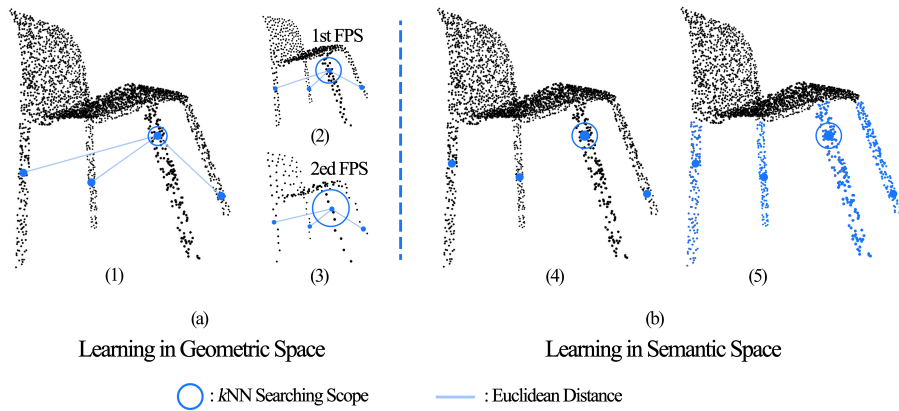 1st FPS
(2)
2ed FPS
(1)
(3)
(4)
(5)
(a)
(b)
Learning in Geometric Space
Learning in Semantic Space
: kNN Searching Scope
: Euclidean Distance